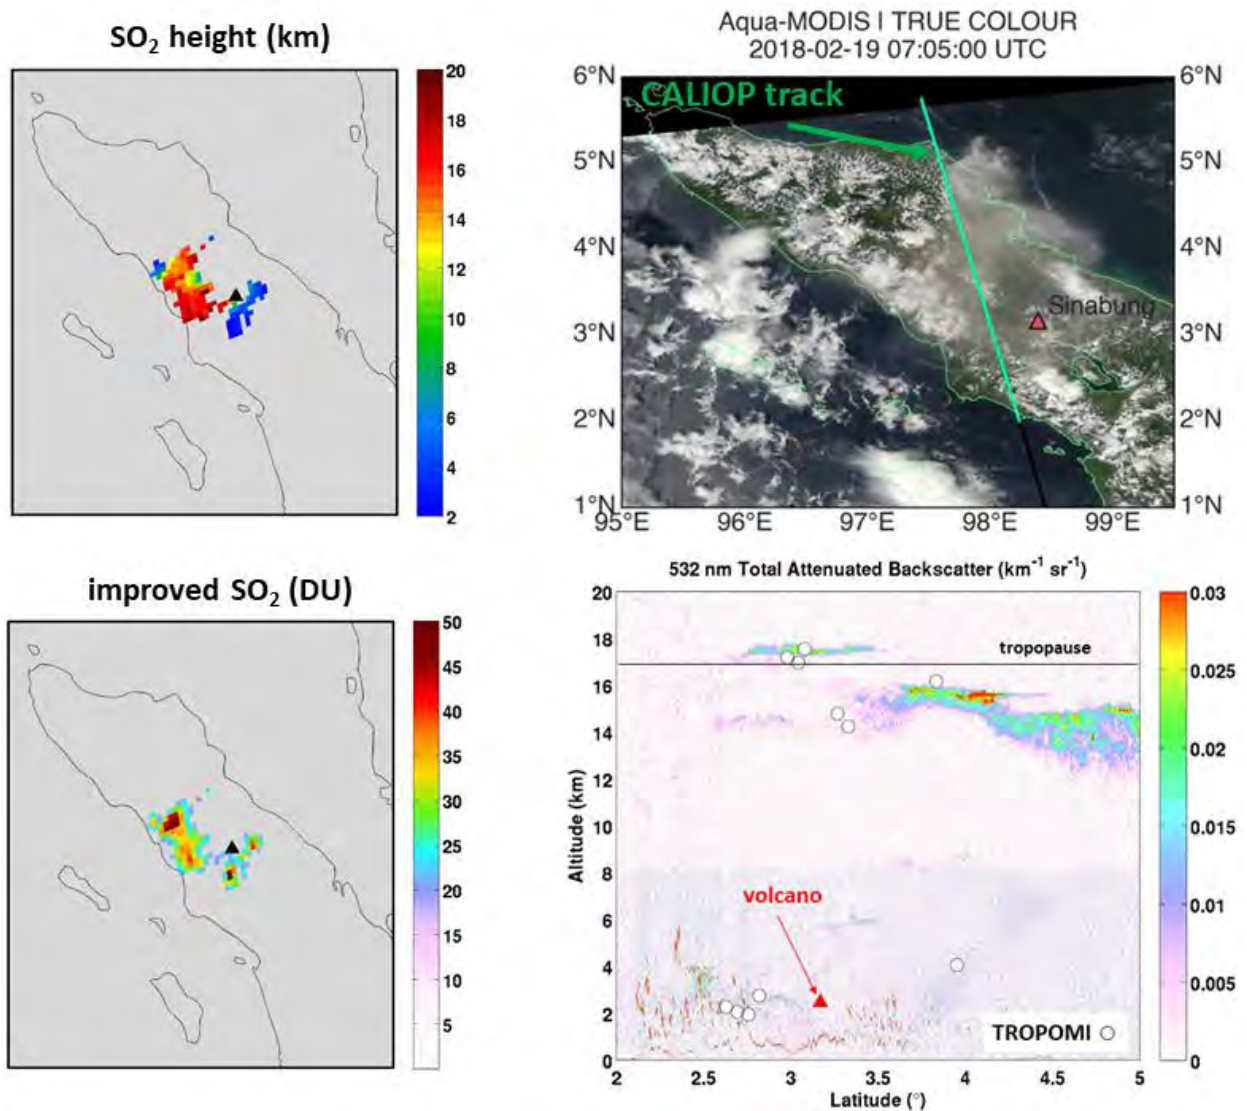 SO₂ height (km)
20
18
16
14
12
10
8
6
4
2
Aqua-MODIS I TRUE COLOUR
2018-02-19 07:05:00 UTC
6°N
5°N
4°N
3°N
2°N
1°N
CALIOP track
Sinabung
6°N
5°N
4°N
3°N
2°N
1°N
95°E 96°E 97°E 98°E 99°E
improved SO₂ (DU)
50
45
40
35
30
25
20
15
10
5
532 nm Total Attenuated Backscatter (km⁻¹ sr⁻¹)
Altitude (km)
20
18
16
14
12
10
8
6
4
2
0
tropopause
volcano
TROPOMI
2 2.5 3 3.5 4 4.5 5
Latitude (°)
0.03
0.025
0.02
0.015
0.01
0.005
0